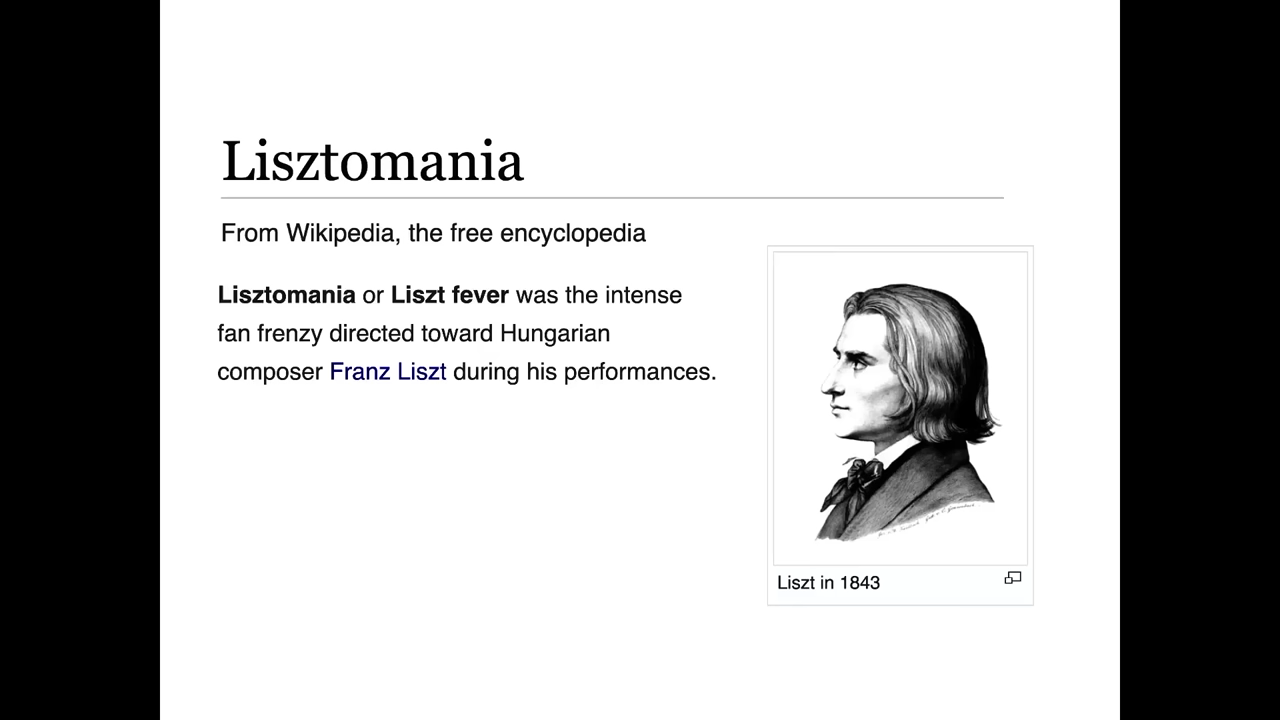 Lisztomania
From Wikipedia, the free encyclopedia
Lisztomania or Liszt fever was the intense
fan frenzy directed toward Hungarian
composer Franz Liszt during his performances.
Liszt in 1843